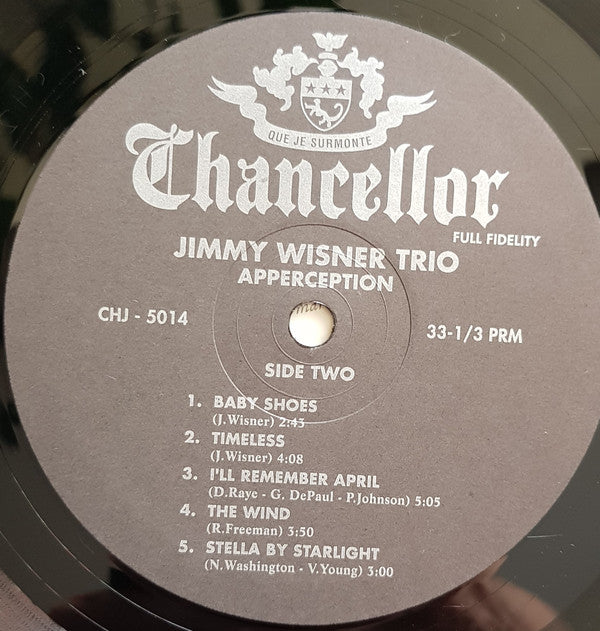 QUE JE SURMONTE
Chancellor
FULL FIDELITY
JIMMY WISNER TRIO
APPERCEPTION
CHJ - 5014
33-1/3 PRM
SIDE TWO
1. BABY SHOES
(J.Wisner) 2:43
2. TIMELESS
(J.Wisner) 4:08
3. I'LL REMEMBER APRIL
(D.Raye - G. DePaul - P.Johnson) 5:05
4. THE WIND
(R.Freeman) 3:50
5. STELLA BY STARLIGHT
(N.Washington - V.Young) 3:00